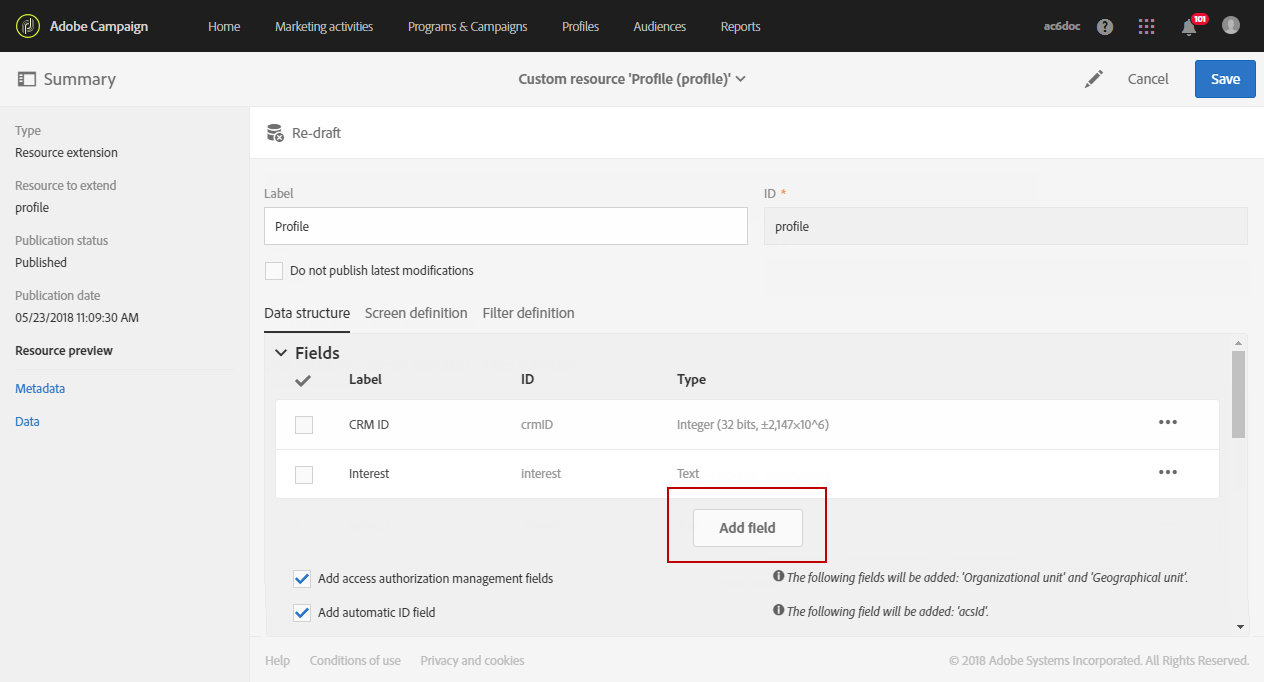 Adobe Campaign Home Marketing activities Programs & Campaigns Profiles Audiences Reports ac6doc ? 101
Summary Custom resource 'Profile (profile)' Cancel Save
Type
Resource extension
Resource to extend
profile
Publication status
Published
Publication date
05/23/2018 11:09:30 AM
Resource preview
Metadata
Data
Re-draft
Label ID *
Profile profile
Do not publish latest modifications
Data structure Screen definition Filter definition
Fields
Label ID Type
CRM ID crmID Integer (32 bits, ±2,147×10^6) •••
Interest interest Text •••
Add field
Add access authorization management fields The following fields will be added: 'Organizational unit' and 'Geographical unit'.
Add automatic ID field The following field will be added: 'acsId'.
Help Conditions of use Privacy and cookies © 2018 Adobe Systems Incorporated. All Rights Reserved.